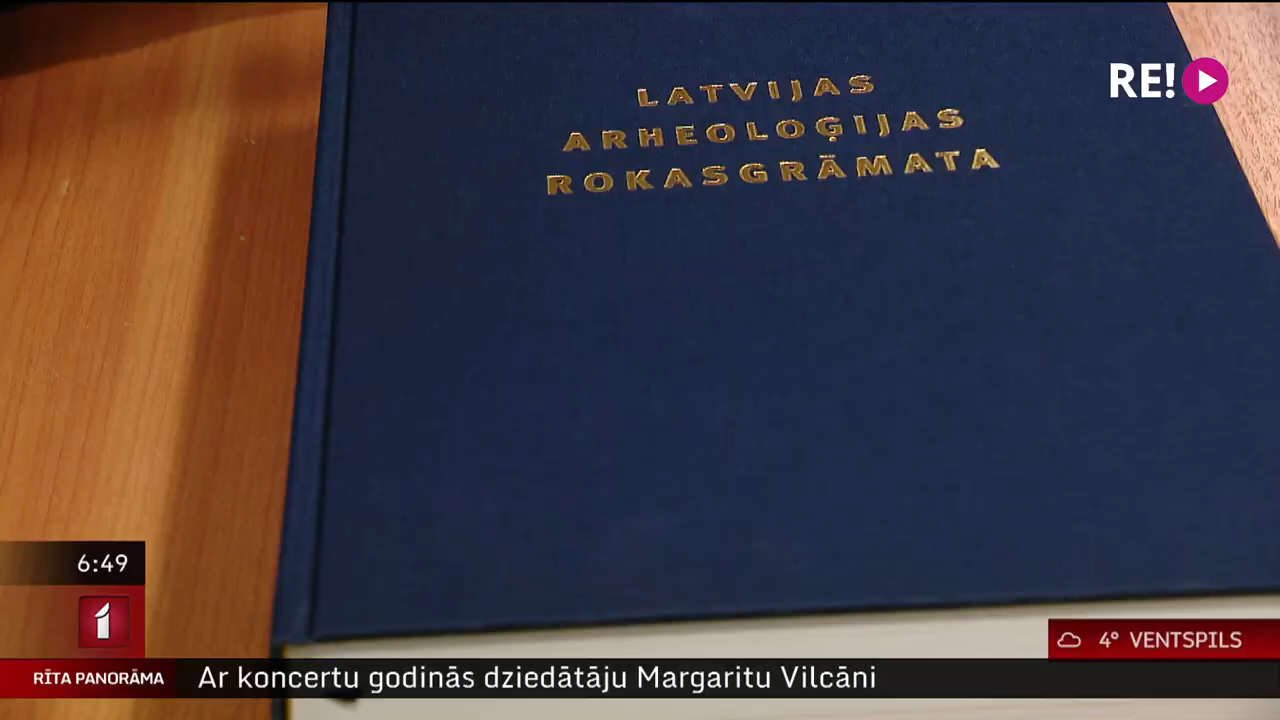 RE!
LATVIJAS
ARHEOLOĢIJAS
ROKASGRĀMATA
6:49
1
4° VENTSPILS
RĪTA PANORĀMA
Ar koncertu godinās dziedātāju Margaritu Vilcāni